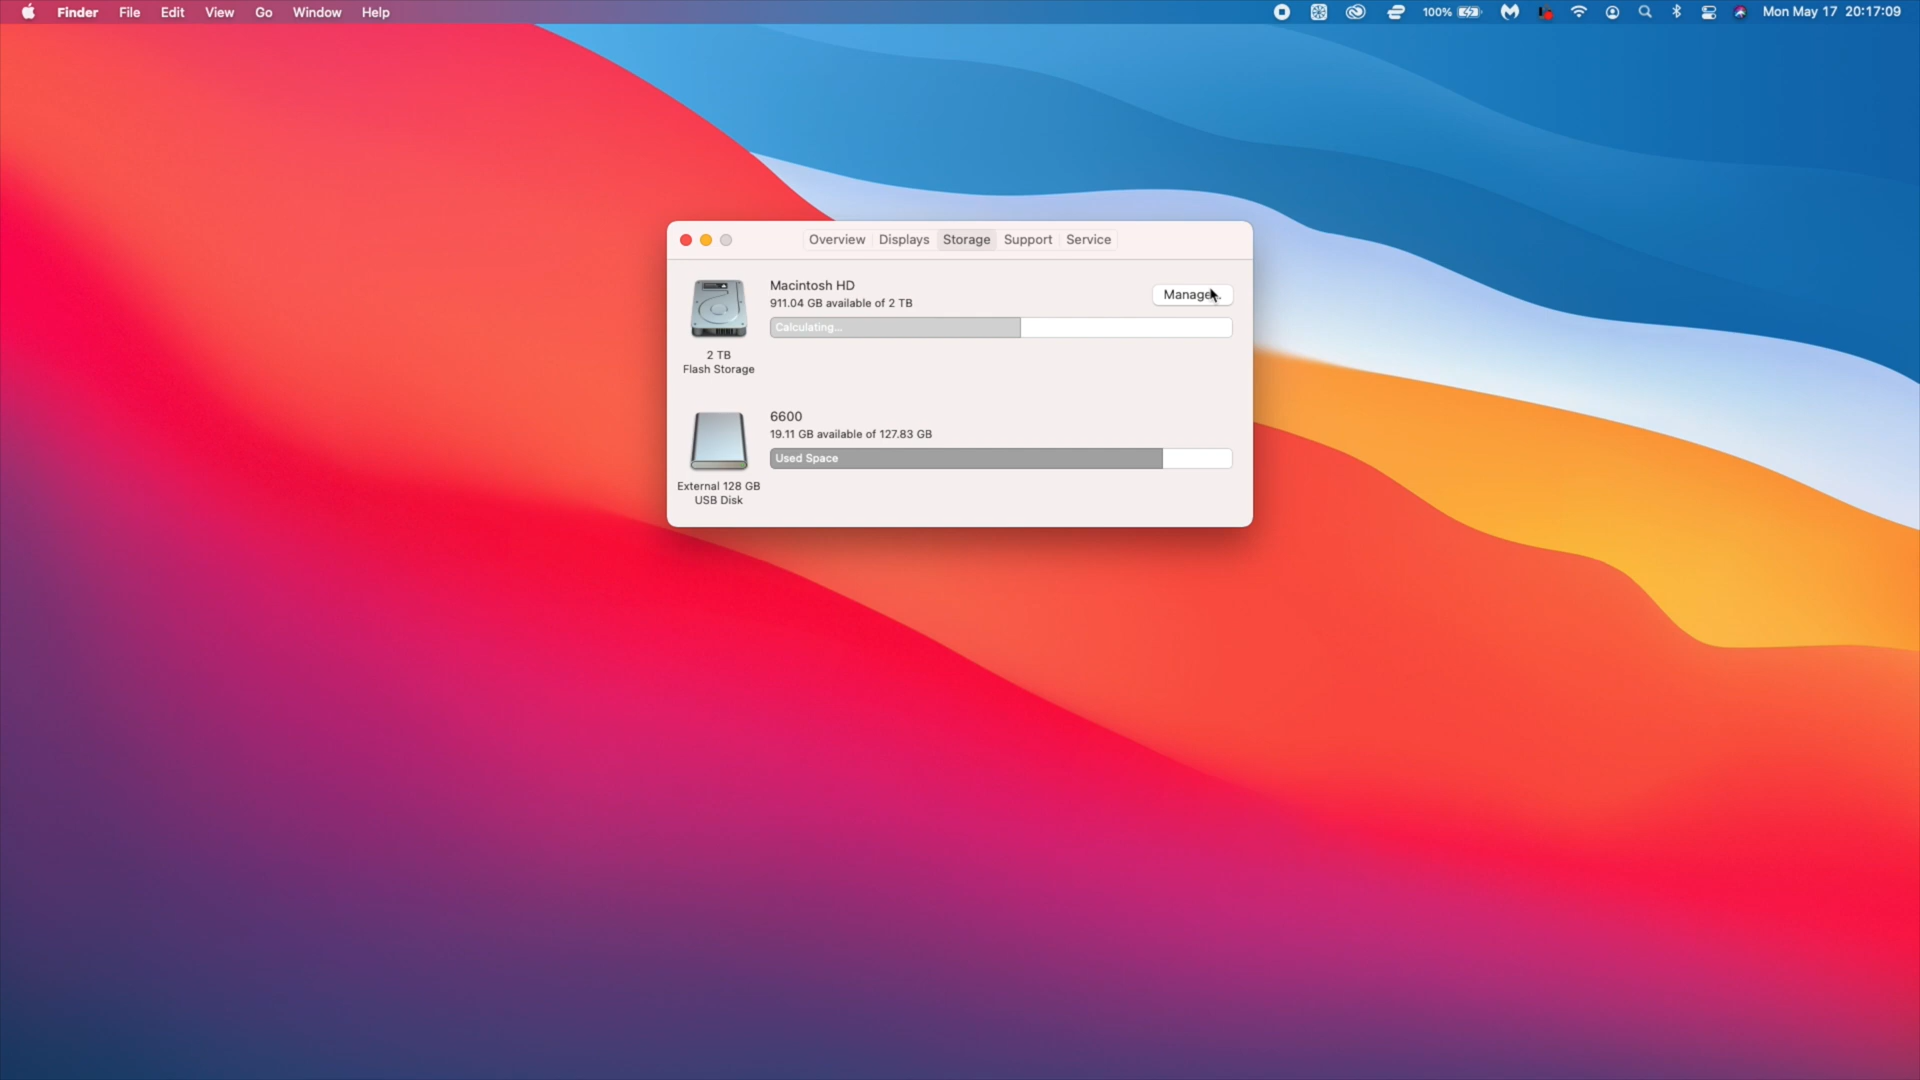 Finder File Edit View Go Window Help 100% Mon May 17 20:17:09
Overview Displays Storage Support Service
Macintosh HD
911.04 GB available of 2 TB
Manage...
Calculating...
2 TB
Flash Storage
6600
19.11 GB available of 127.83 GB
Used Space
External 128 GB
USB Disk